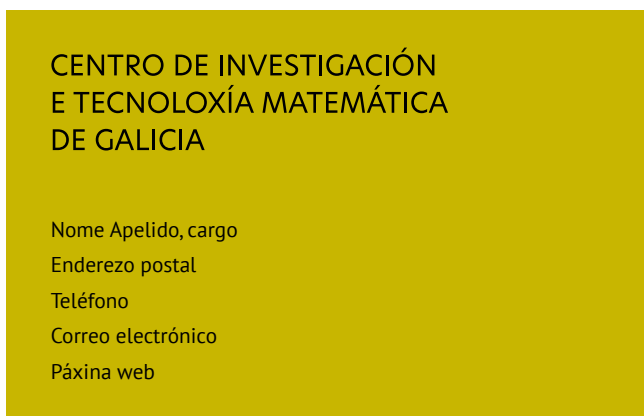 CENTRO DE INVESTIGACIÓN
E TECNOLOXÍA MATEMÁTICA
DE GALICIA
Nome Apelido, cargo
Enderezo postal
Teléfono
Correo electrónico
Páxina web